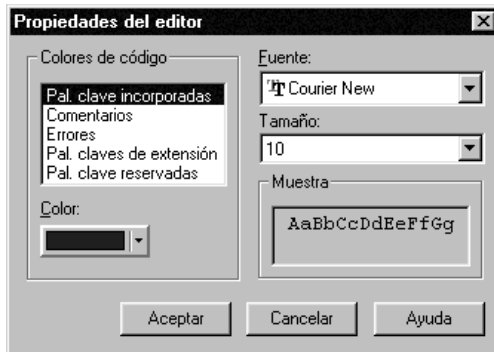 Propiedades del editor
Colores de código
Pal. clave incorporadas
Comentarios
Errores
Pal. claves de extensión
Pal. clave reservadas
Color:
Fuente:
Courier New
Tamaño:
10
Muestra
AaBbCcDdEeFfGg
Aceptar
Cancelar
Ayuda